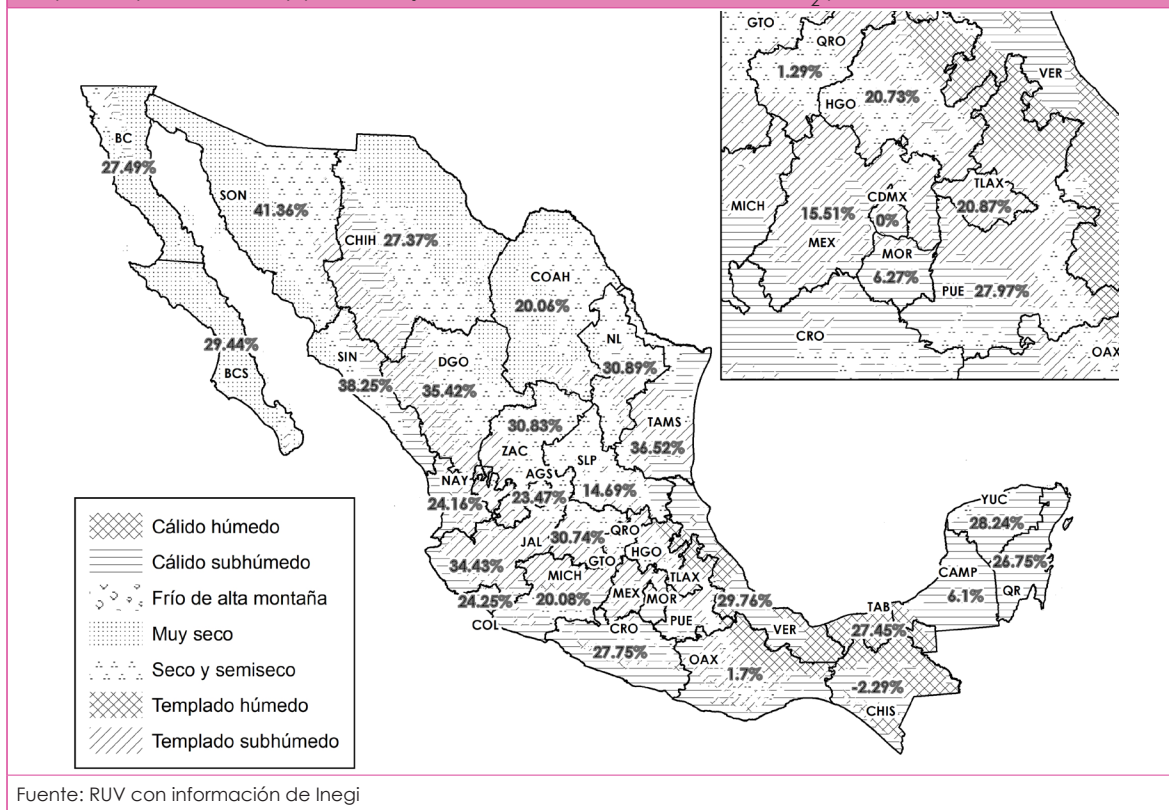 2
BC
27.49%
SON
41.36%
CHIH 27.37%
COAH
20.06%
NL
30.89%
29.44%
BCS
SIN
38.25%
DGO
35.42%
TAMS
36.52%
30.83%
ZAC
SLP
14.69%
AGS
23.47%
NAY
24.16%
JAL
34.43%
30.74%
QRO
GTO
HGO
MICH
20.08%
MEX
MOR
TLAX
PUE
24.25%
COL
CRO
27.75%
29.76%
VER
OAX
1.7%
TAB
27.45%
-2.29%
CHIS
YUC
28.24%
26.75%
CAMP
6.1%
QR
GTO
QRO
1.29%
HGO
20.73%
VER
MICH
15.51%
MEX
CDMX
0%
TLAX
20.87%
MOR
6.27%
PUE
27.97%
CRO
OAX
Cálido húmedo
Cálido subhúmedo
Frío de alta montaña
Muy seco
Seco y semiseco
Templado húmedo
Templado subhúmedo
Fuente: RUV con información de Inegi